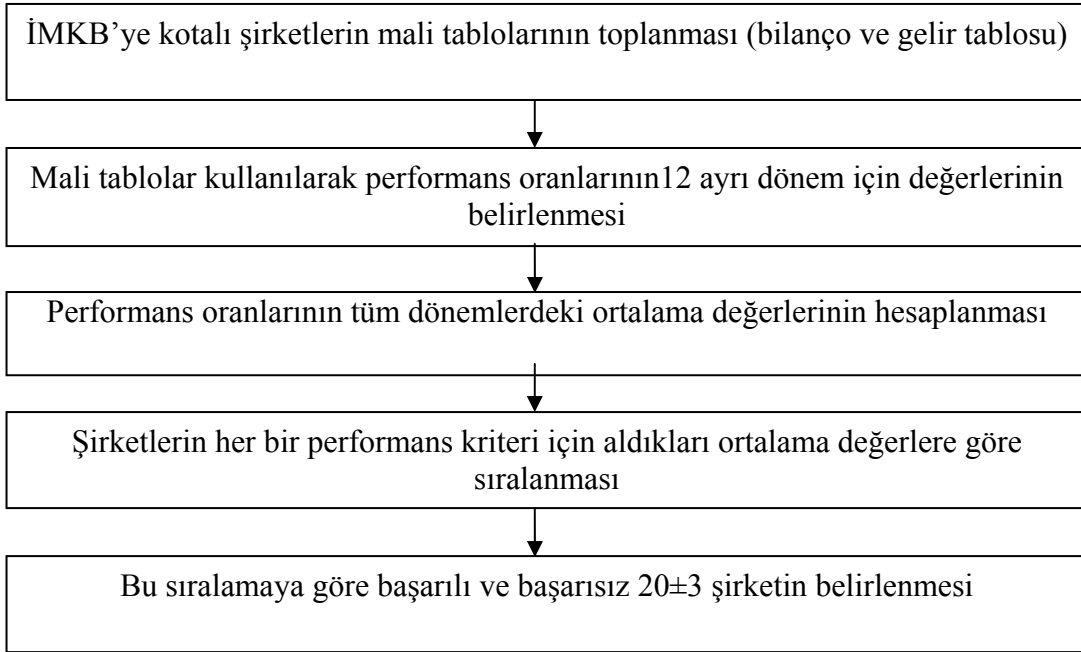 İMKB’ye kotalı şirketlerin mali tablolarının toplanması (bilanço ve gelir tablosu)
Mali tablolar kullanılarak performans oranlarının12 ayrı dönem için değerlerinin
belirlenmesi
Performans oranlarının tüm dönemlerdeki ortalama değerlerinin hesaplanması
Şirketlerin her bir performans kriteri için aldıkları ortalama değerlere göre
sıralanması
Bu sıralamaya göre başarılı ve başarısız 20±3 şirketin belirlenmesi